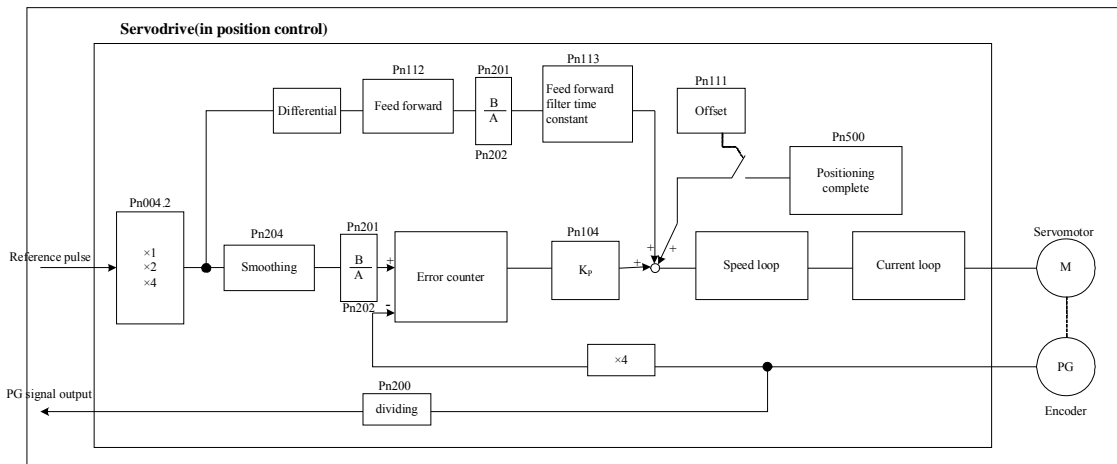 Servodrive(in position control)
Pn112
Pn201
Pn113
Pn111
Differential
Feed forward
B
A
Feed forward
filter time
constant
Offset
Pn202
Pn500
Positioning
complete
Pn004.2
×1
×2
×4
Reference pulse
Pn204
Smoothing
Pn201
B
A
Pn202
+
-
Error counter
Pn104
KP
+
+
+
Speed loop
Current loop
Servomotor
M
×4
PG
Encoder
PG signal output
Pn200
dividing